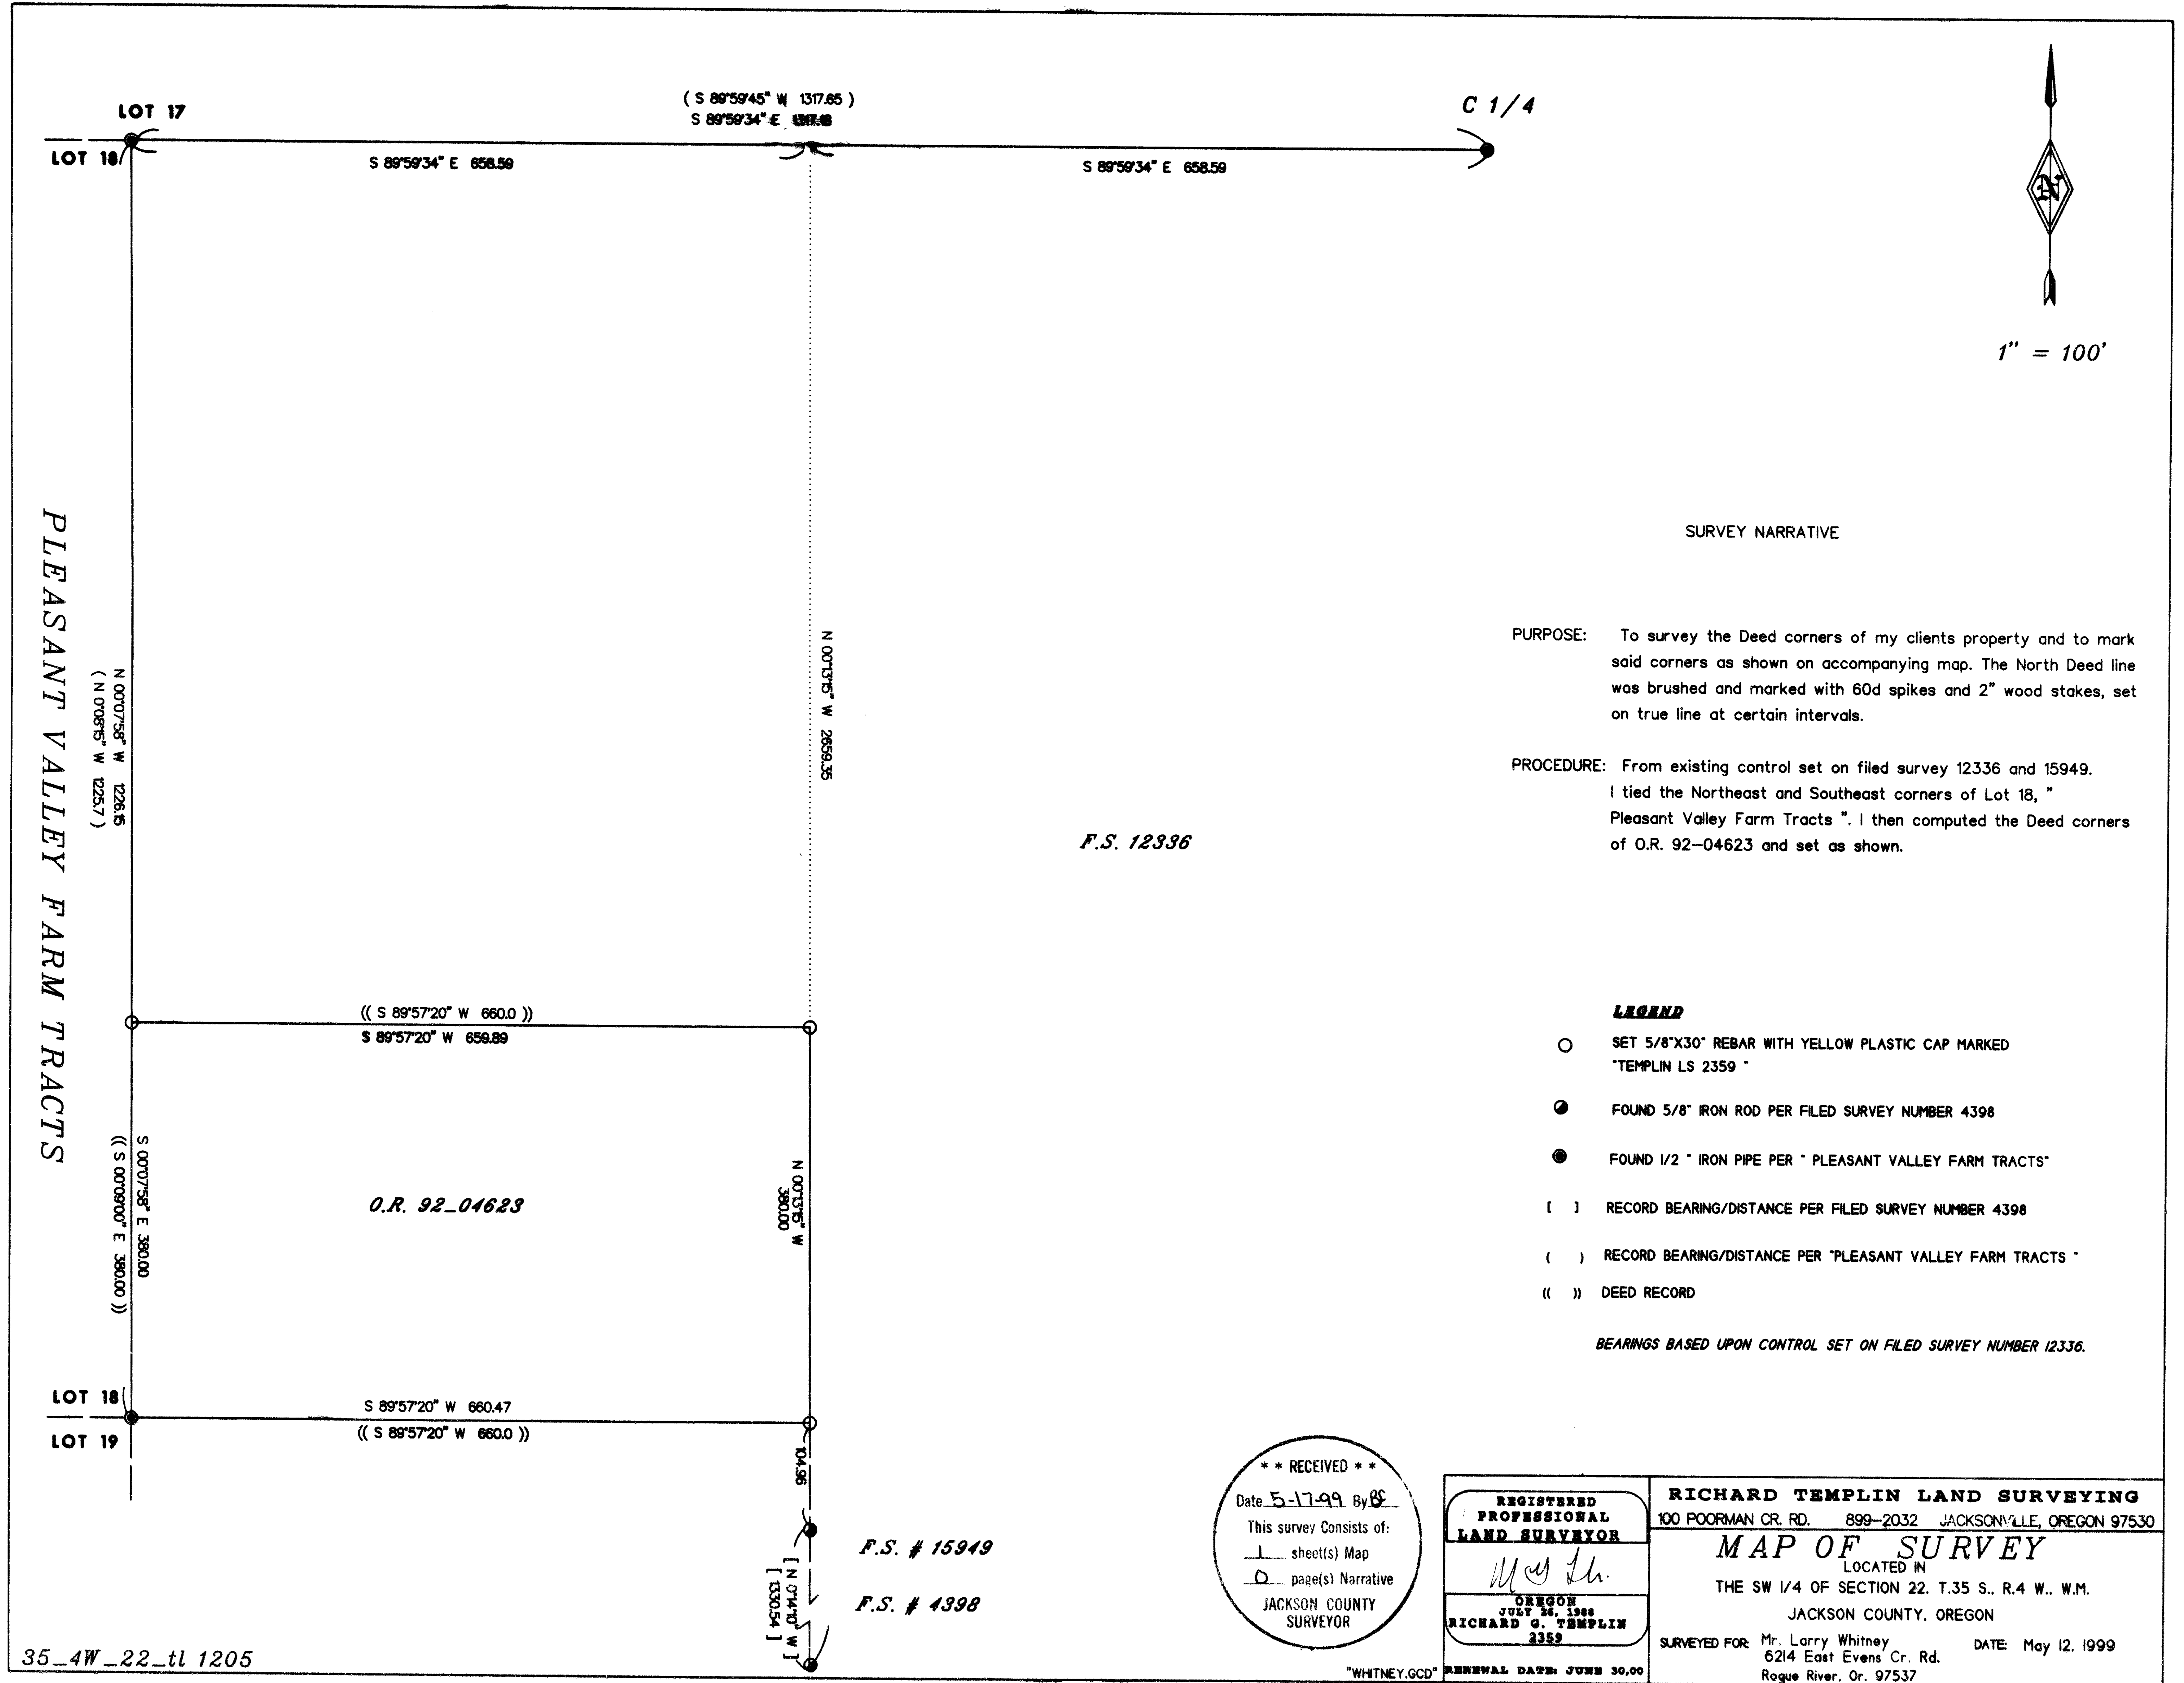 LOT 17
LOT 18
( S 89°59'45" W 1317.65 )
S 89°59'34" E
S 89°59'34" E 658.59
S 89°59'34" E 658.59
C 1/4
N
1" = 100'
PLEASANT VALLEY FARM TRACTS
N 00°07'58" W 1226.15
( N 0°08'15" W 1225.7 )
N 00°13'15" W 2659.35
F.S. 12336
SURVEY NARRATIVE
PURPOSE: To survey the Deed corners of my clients property and to mark
said corners as shown on accompanying map. The North Deed line
was brushed and marked with 60d spikes and 2" wood stakes, set
on true line at certain intervals.
PROCEDURE: From existing control set on filed survey 12336 and 15949.
I tied the Northeast and Southeast corners of Lot 18, "
Pleasant Valley Farm Tracts ". I then computed the Deed corners
of O.R. 92-04623 and set as shown.
(( S 89°57'20" W 660.0 ))
S 89°57'20" W 659.89
S 00°07'58" E 380.00
(( S 00°09'00" E 380.00 ))
O.R. 92_04623
N 00°13'15" W
380.00
LEGEND
SET 5/8"X30" REBAR WITH YELLOW PLASTIC CAP MARKED
"TEMPLIN LS 2359 "
FOUND 5/8" IRON ROD PER FILED SURVEY NUMBER 4398
FOUND 1/2 " IRON PIPE PER " PLEASANT VALLEY FARM TRACTS"
[ ] RECORD BEARING/DISTANCE PER FILED SURVEY NUMBER 4398
( ) RECORD BEARING/DISTANCE PER "PLEASANT VALLEY FARM TRACTS "
(( )) DEED RECORD
BEARINGS BASED UPON CONTROL SET ON FILED SURVEY NUMBER 12336.
LOT 18
LOT 19
S 89°57'20" W 660.47
(( S 89°57'20" W 660.0 ))
104.96
[ N 0°14'10" W ]
[ 1330.54 ]
F.S. # 15949
F.S. # 4398
35_4W_22_tl 1205
* * RECEIVED * *
Date 5-17-99 By BF
This survey Consists of:
1 sheet(s) Map
0 page(s) Narrative
JACKSON COUNTY
SURVEYOR
"WHITNEY.GCD"
REGISTERED
PROFESSIONAL
LAND SURVEYOR
OREGON
JULY 26, 1988
RICHARD G. TEMPLIN
2359
RENEWAL DATE: JUNE 30,00
RICHARD TEMPLIN LAND SURVEYING
100 POORMAN CR. RD. 899-2032 JACKSONVILLE, OREGON 97530
MAP OF SURVEY
LOCATED IN
THE SW 1/4 OF SECTION 22. T.35 S.. R.4 W.. W.M.
JACKSON COUNTY. OREGON
SURVEYED FOR: Mr. Larry Whitney DATE: May 12, 1999
6214 East Evens Cr. Rd.
Rogue River. Or. 97537